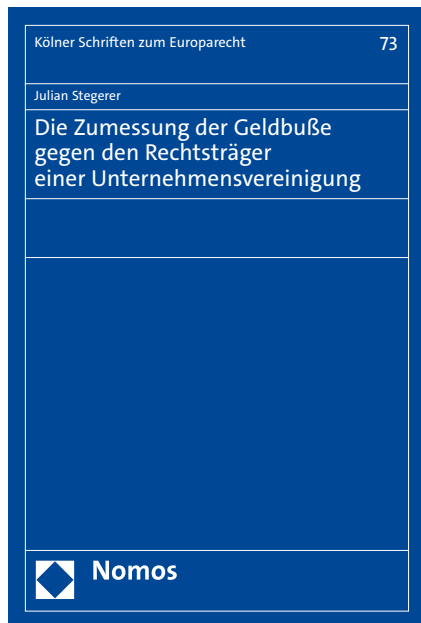 Kölner Schriften zum Europarecht 73
Julian Stegerer
Die Zumessung der Geldbuße
gegen den Rechtsträger
einer Unternehmensvereinigung
Nomos